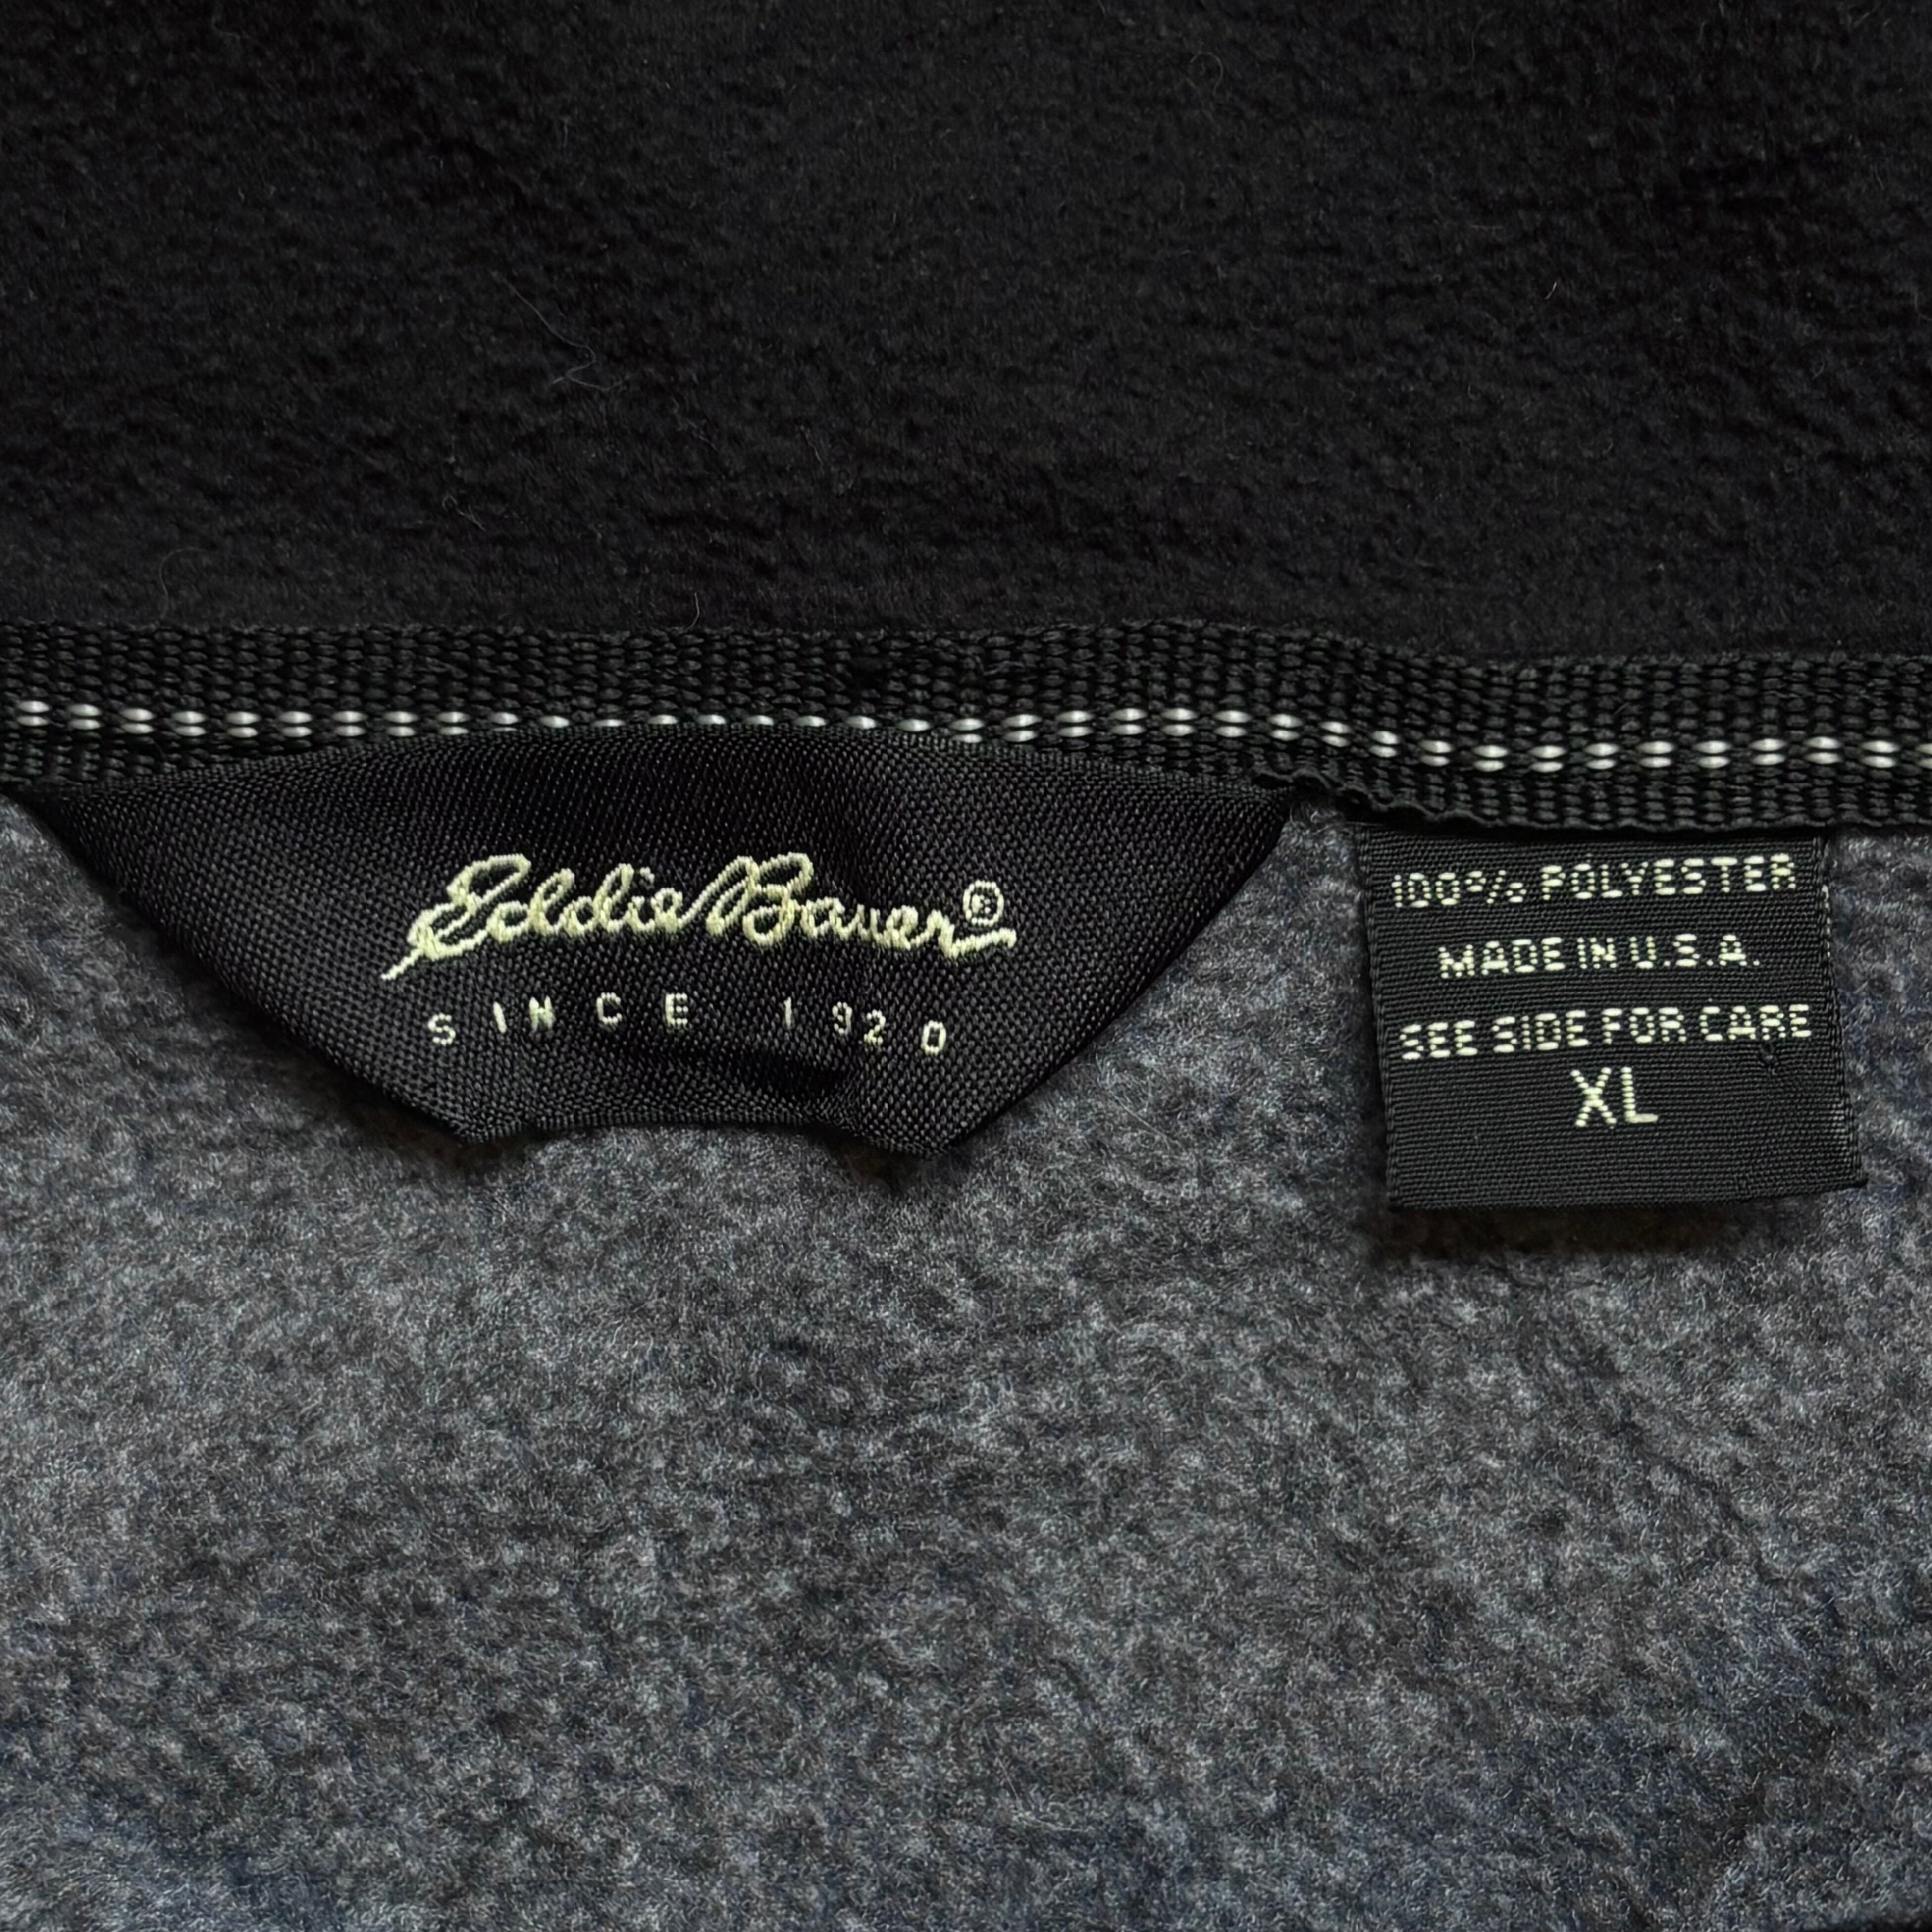 Eddie Bauer®
SINCE 1920
100% POLYESTER
MADE IN U.S.A.
SEE SIDE FOR CARE
XL